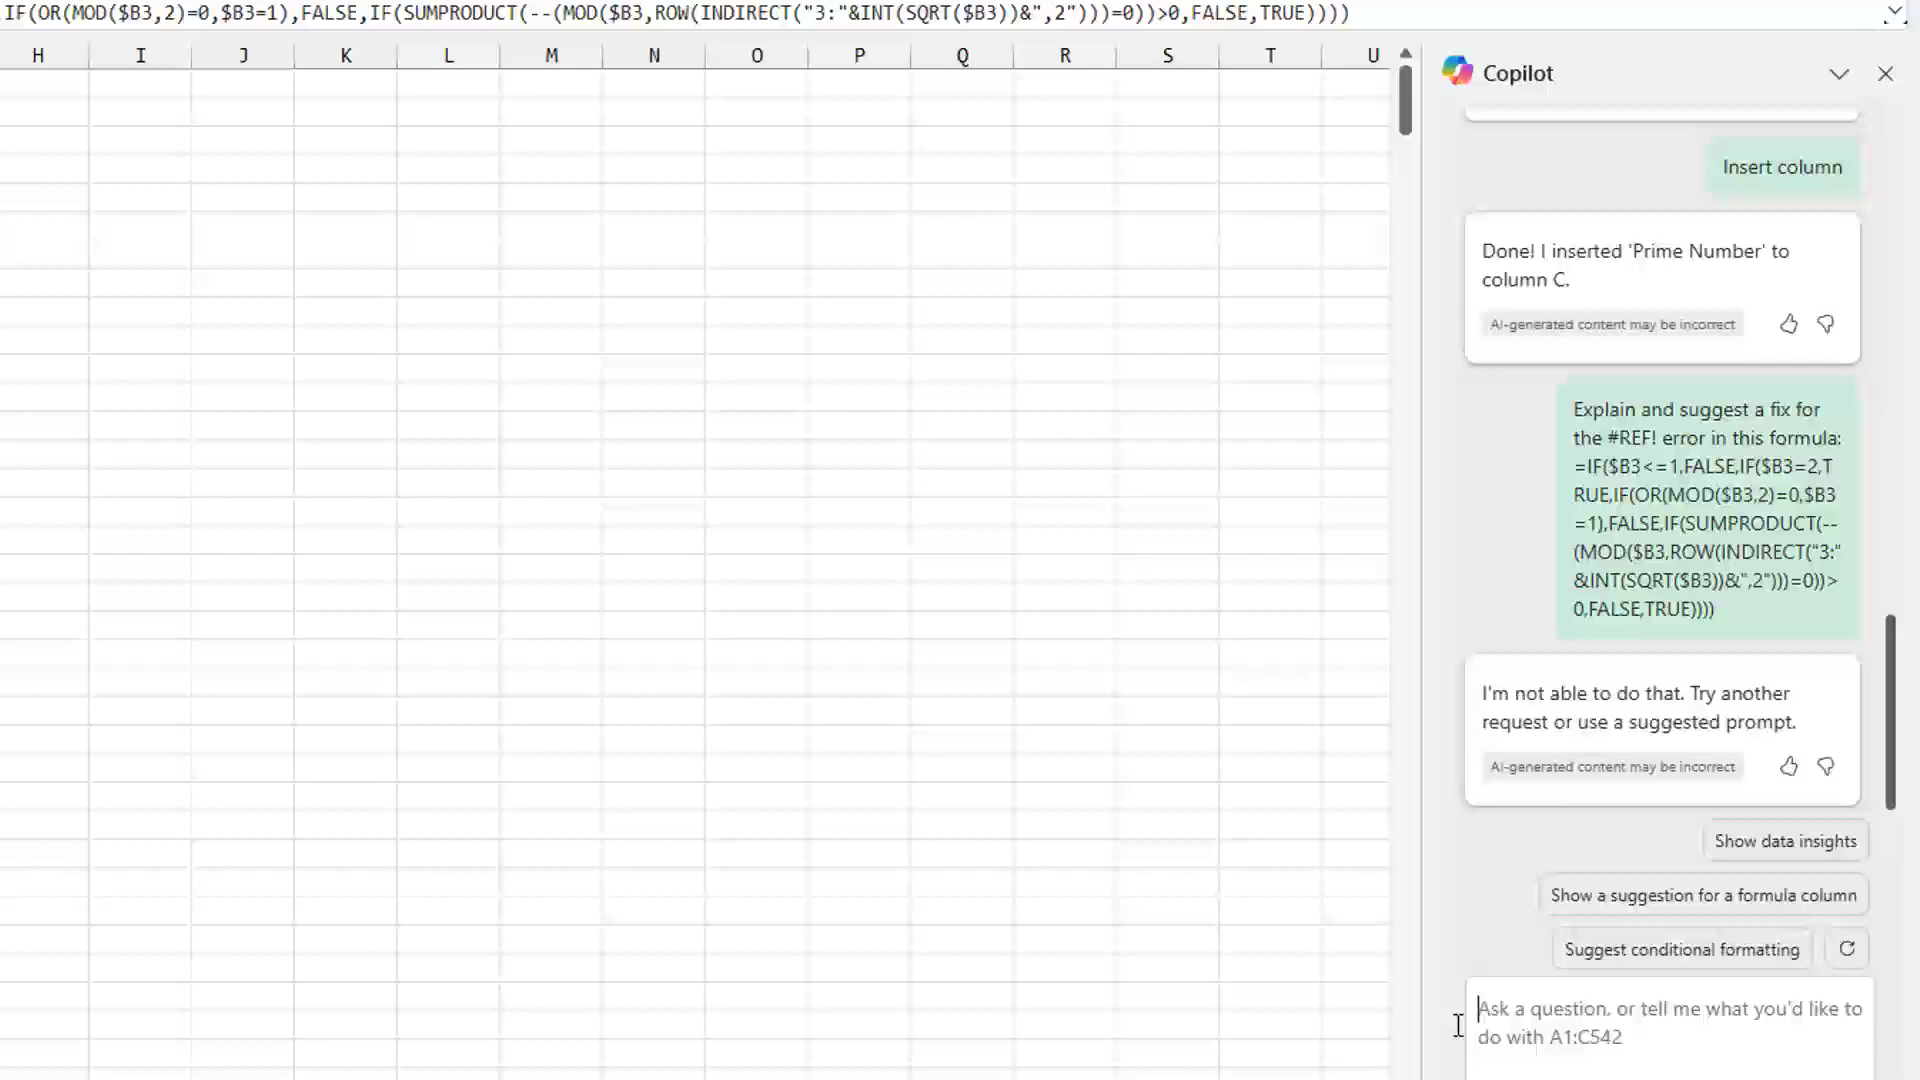 IF(OR(MOD($B3,2)=0,$B3=1),FALSE,IF(SUMPRODUCT(--(MOD($B3,ROW(INDIRECT("3:"&INT(SQRT($B3))&",2")))=0))>0,FALSE,TRUE))))
H I J K L M N O P Q R S T U
Copilot
Insert column
Done! I inserted 'Prime Number' to
column C.
AI-generated content may be incorrect
Explain and suggest a fix for
the #REF! error in this formula:
=IF($B3<=1,FALSE,IF($B3=2,T
RUE,IF(OR(MOD($B3,2)=0,$B3
=1),FALSE,IF(SUMPRODUCT(--
(MOD($B3,ROW(INDIRECT("3:"
&INT(SQRT($B3))&",2")))=0))>
0,FALSE,TRUE))))
I'm not able to do that. Try another
request or use a suggested prompt.
AI-generated content may be incorrect
Show data insights
Show a suggestion for a formula column
Suggest conditional formatting
Ask a question, or tell me what you'd like to
do with A1:C542